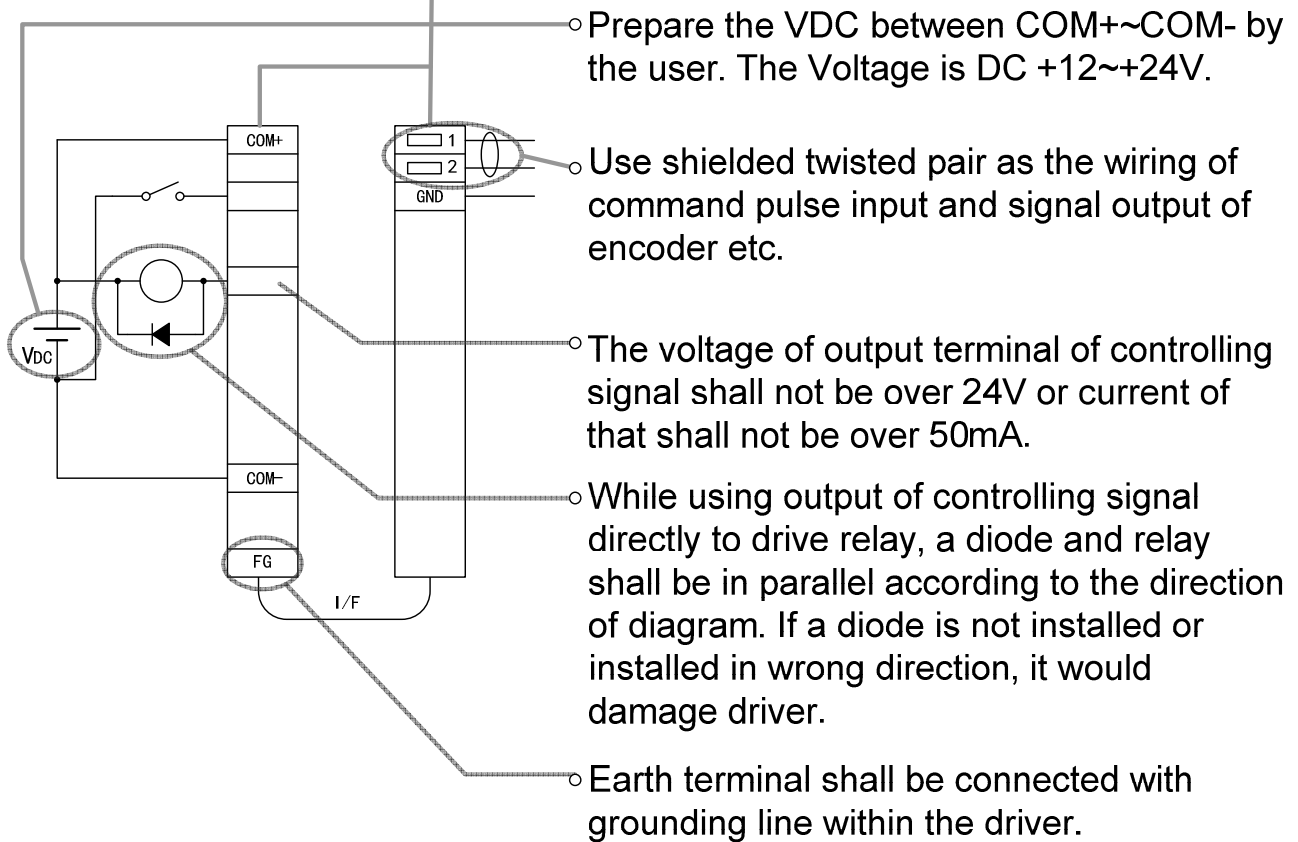 Prepare the VDC between COM+~COM- by
the user. The Voltage is DC +12~+24V.
COM+
1
2
GND
Use shielded twisted pair as the wiring of
command pulse input and signal output of
encoder etc.
VDC
The voltage of output terminal of controlling
signal shall not be over 24V or current of
that shall not be over 50mA.
COM-
While using output of controlling signal
directly to drive relay, a diode and relay
shall be in parallel according to the direction
of diagram. If a diode is not installed or
installed in wrong direction, it would
damage driver.
FG
I/F
Earth terminal shall be connected with
grounding line within the driver.